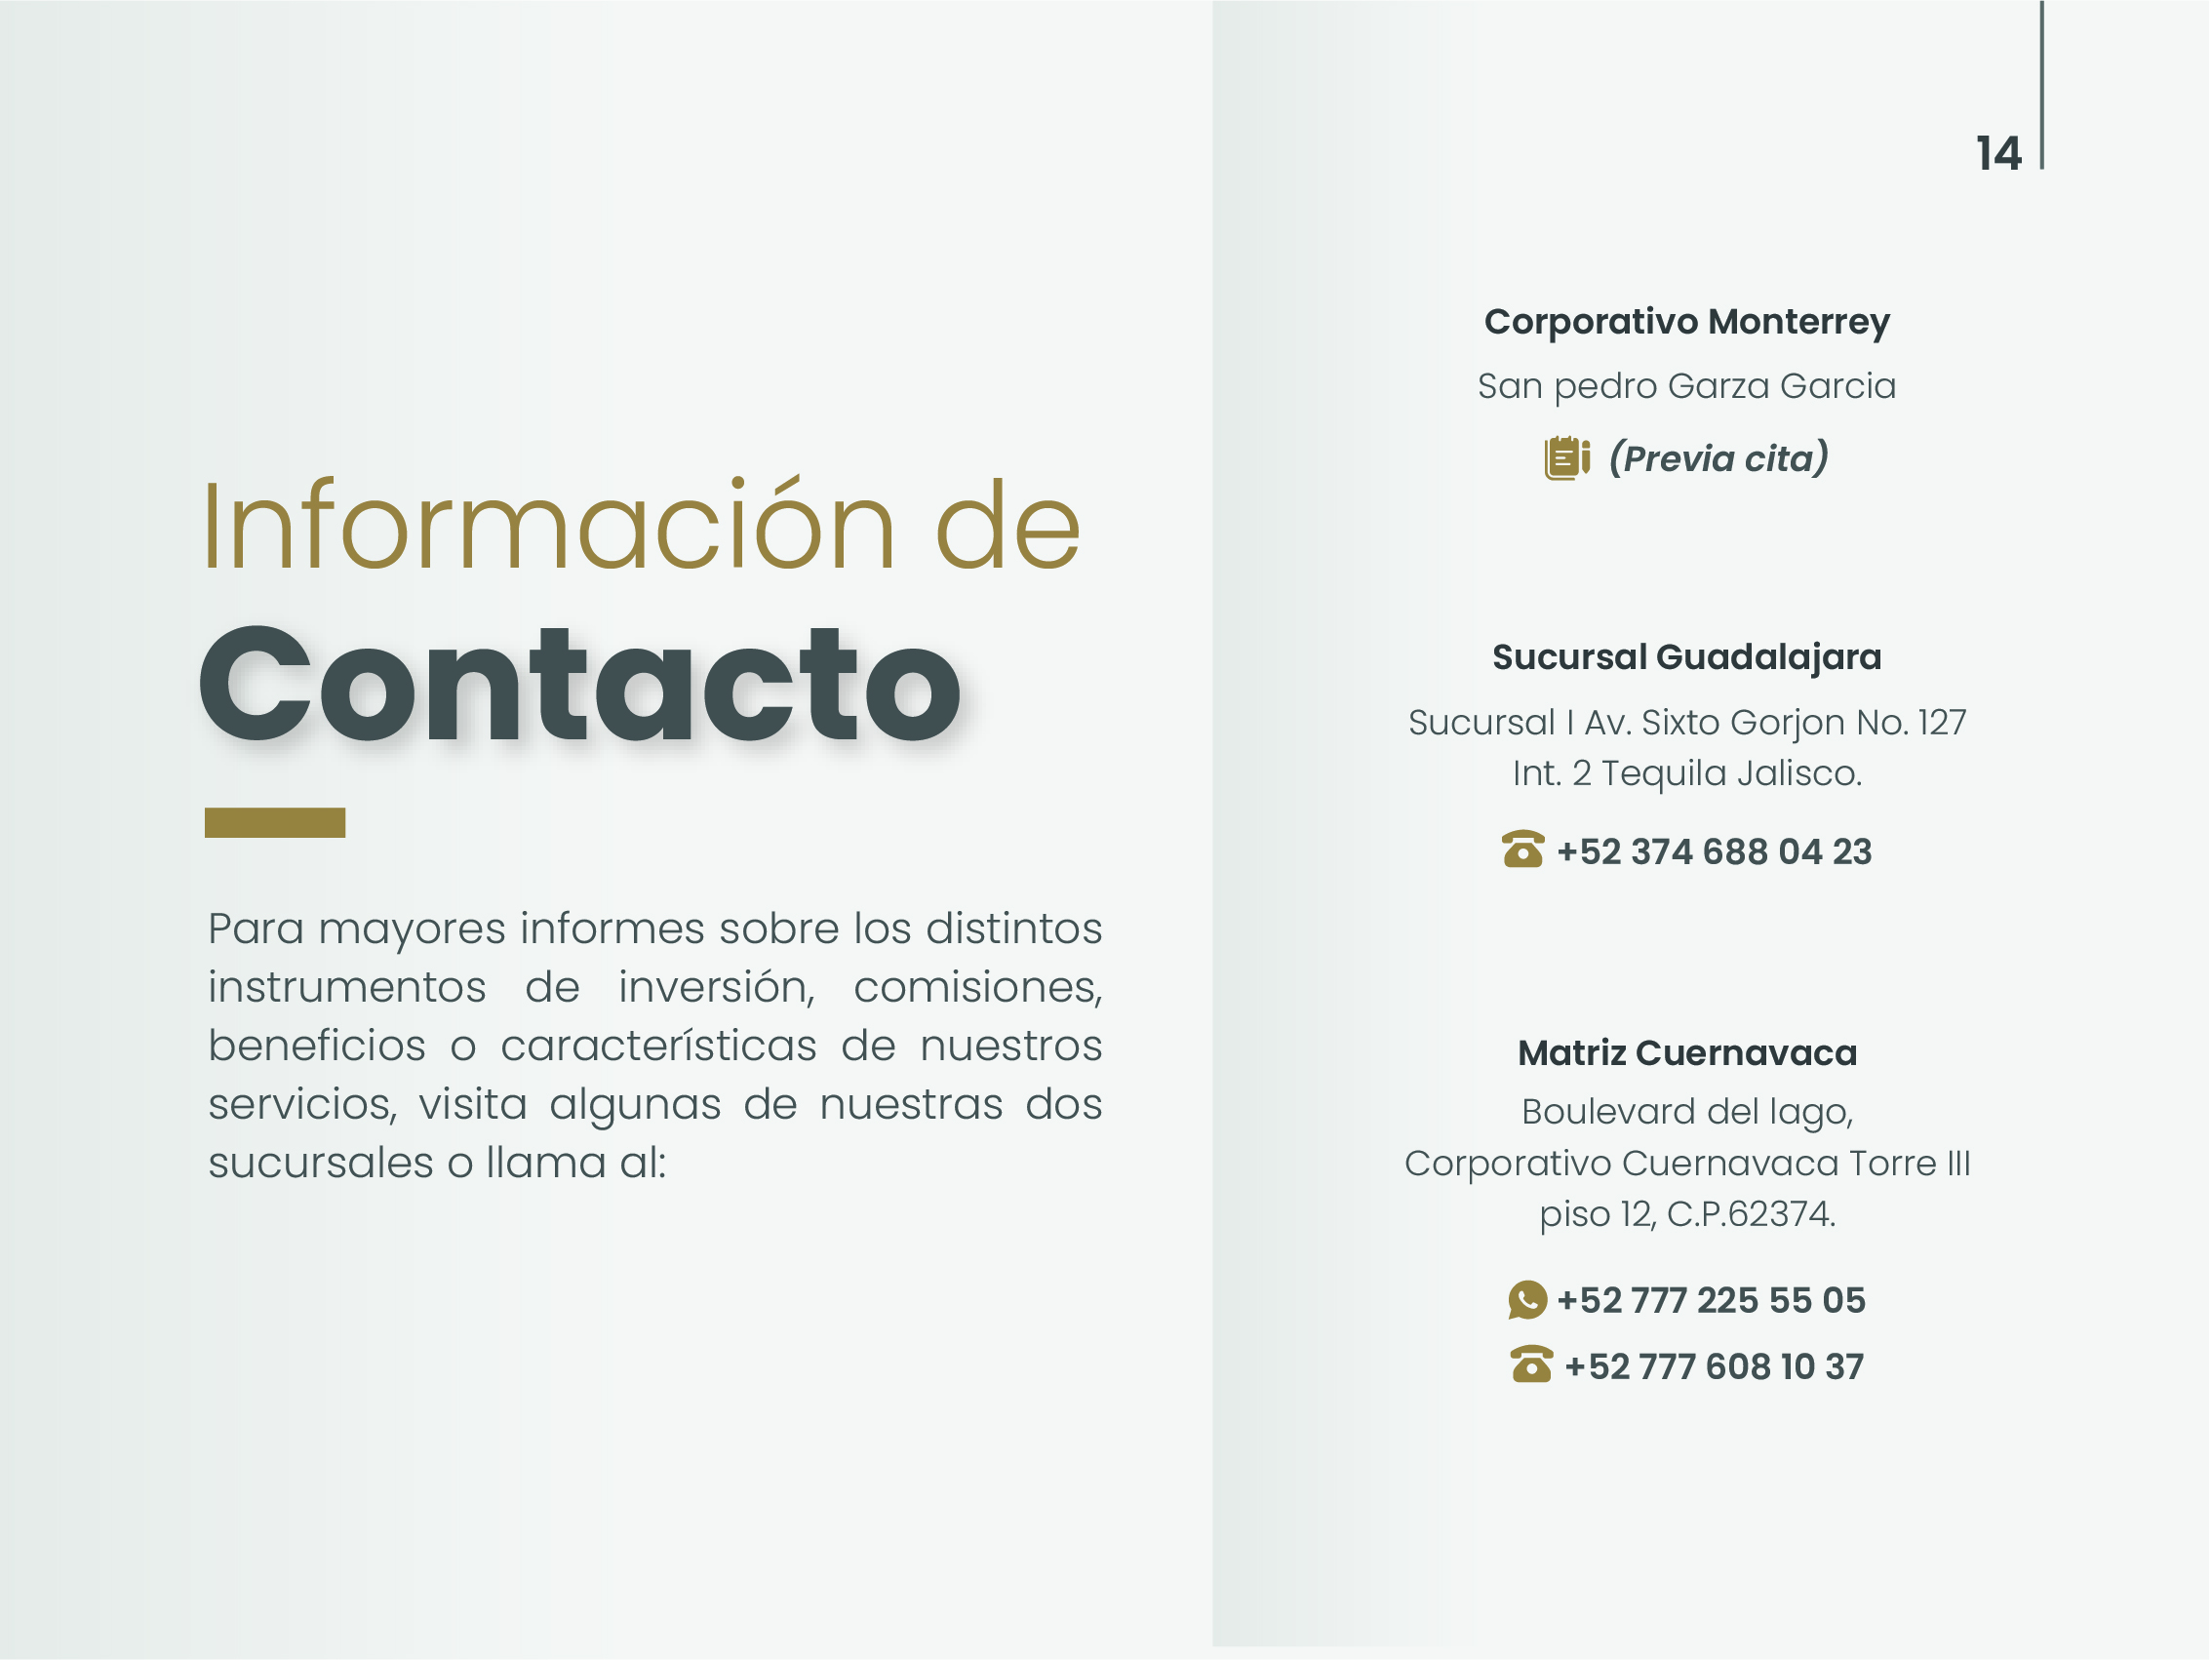 Información de
Contacto
Para mayores informes sobre los distintos
instrumentos de inversión, comisiones,
beneficios o características de nuestros
servicios, visita algunas de nuestras dos
sucursales o llama al:
14
Corporativo Monterrey
San pedro Garza Garcia
(Previa cita)
Sucursal Guadalajara
Sucursal I Av. Sixto Gorjon No. 127
Int. 2 Tequila Jalisco.
+52 374 688 04 23
Matriz Cuernavaca
Boulevard del lago,
Corporativo Cuernavaca Torre III
piso 12, C.P.62374.
+52 777 225 55 05
+52 777 608 10 37